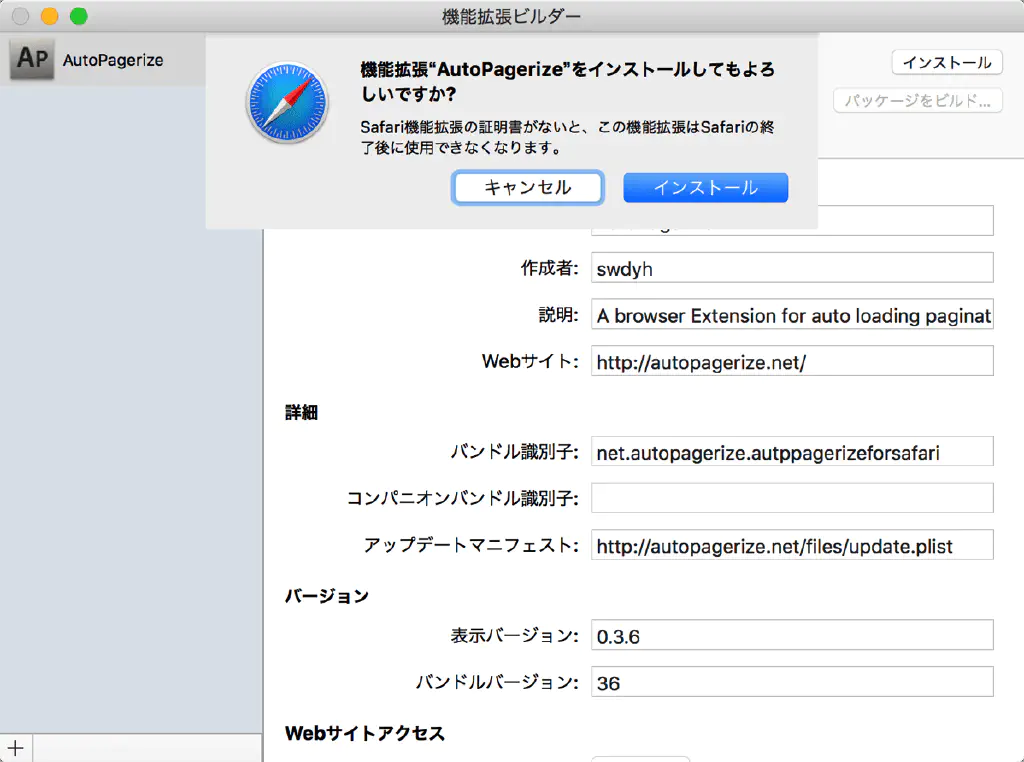 機能拡張ビルダー
AP AutoPagerize
機能拡張“AutoPagerize”をインストールしてもよろ
しいですか?
Safari機能拡張の証明書がないと、この機能拡張はSafariの終
了後に使用できなくなります。
キャンセル
インストール
インストール
パッケージをビルド...
作成者: swdyh
説明: A browser Extension for auto loading paginat
Webサイト: http://autopagerize.net/
詳細
バンドル識別子: net.autopagerize.autppagerizeforsafari
コンパニオンバンドル識別子:
アップデートマニフェスト: http://autopagerize.net/files/update.plist
バージョン
表示バージョン: 0.3.6
バンドルバージョン: 36
Webサイトアクセス